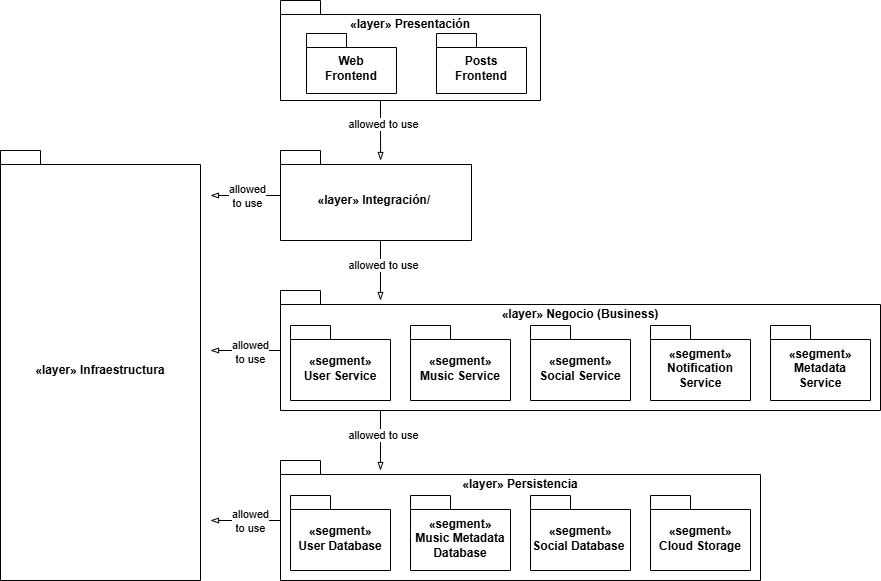 «layer» Presentación
Web
Frontend
Posts
Frontend
allowed to use
«layer» Integración/
allowed
to use
allowed to use
«layer» Negocio (Business)
«segment»
User Service
«segment»
Music Service
«segment»
Social Service
«segment»
Notification
Service
«segment»
Metadata
Service
allowed
to use
«layer» Infraestructura
allowed to use
«layer» Persistencia
«segment»
User Database
«segment»
Music Metadata
Database
«segment»
Social Database
«segment»
Cloud Storage
allowed
to use